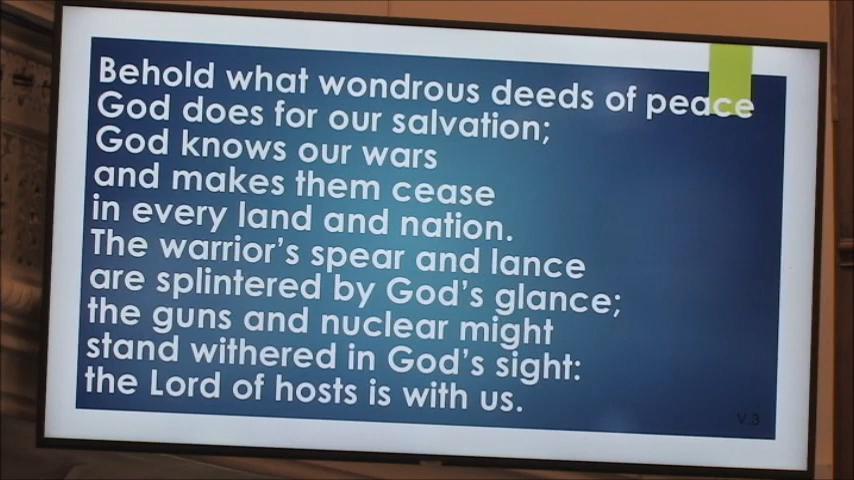 Behold what wondrous deeds of peace
God does for our salvation;
God knows our wars
and makes them cease
in every land and nation.
The warrior's spear and lance
are splintered by God's glance;
the guns and nuclear might
stand withered in God's sight:
the Lord of hosts is with us.
V.3